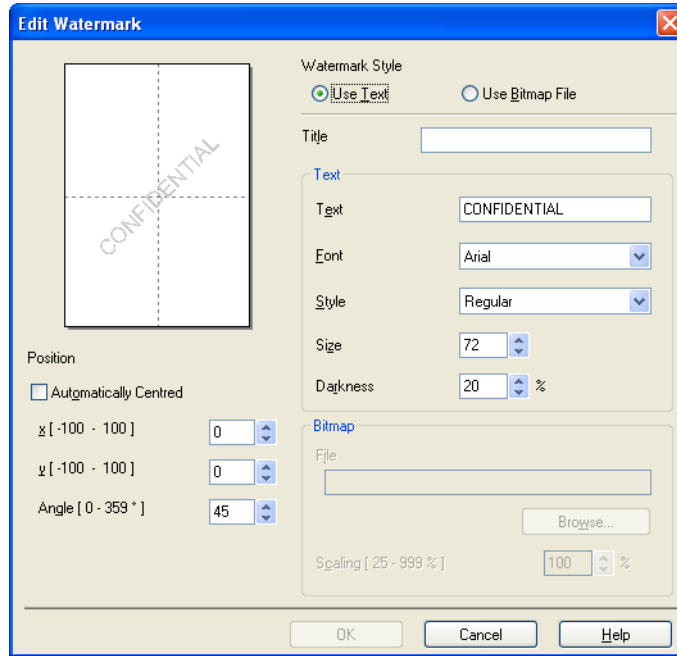 Edit Watermark
CONFIDENTIAL
Watermark Style
Use Text
Use Bitmap File
Title
Text
Text
CONFIDENTIAL
Font
Arial
Style
Regular
Size
72
Darkness
20 %
Position
Automatically Centred
x [ -100 - 100 ]
0
y [ -100 - 100 ]
0
Angle [ 0 - 359 ° ]
45
Bitmap
File
Browse...
Scaling [ 25 - 999 % ]
100 %
OK
Cancel
Help